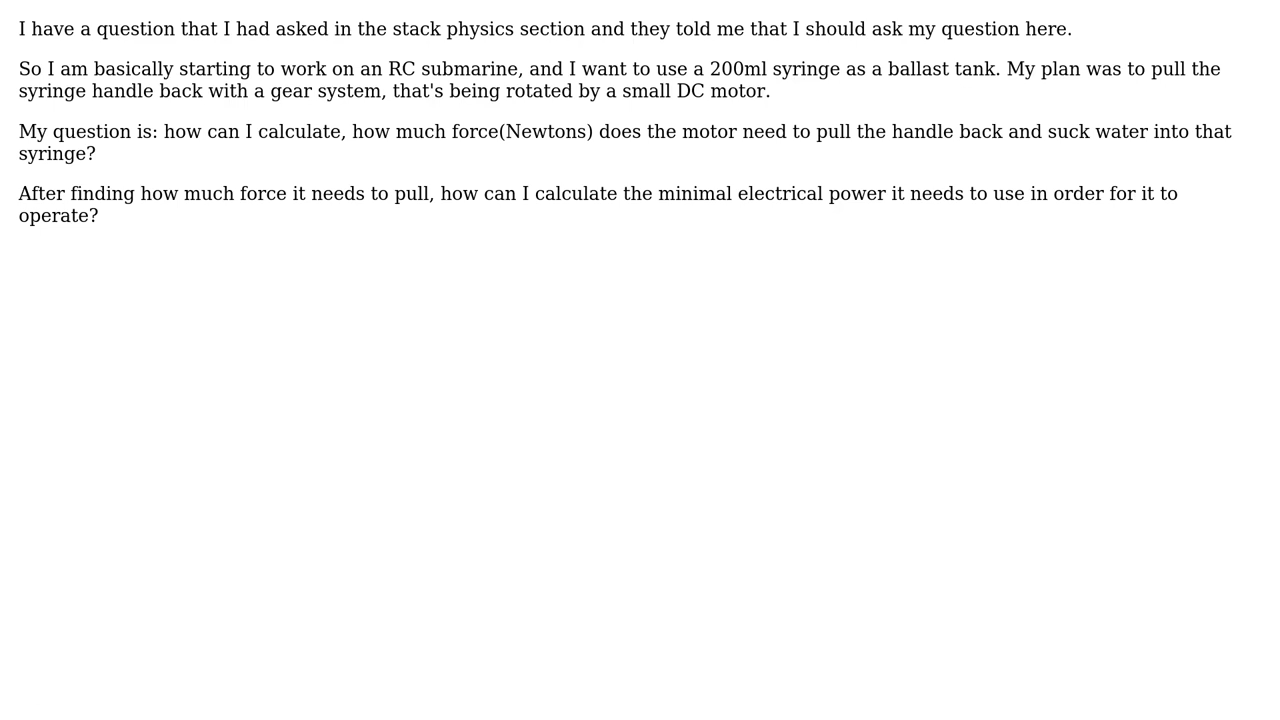 I have a question that I had asked in the stack physics section and they told me that I should ask my question here.
So I am basically starting to work on an RC submarine, and I want to use a 200ml syringe as a ballast tank. My plan was to pull the
syringe handle back with a gear system, that's being rotated by a small DC motor.
My question is: how can I calculate, how much force(Newtons) does the motor need to pull the handle back and suck water into that
syringe?
After finding how much force it needs to pull, how can I calculate the minimal electrical power it needs to use in order for it to
operate?